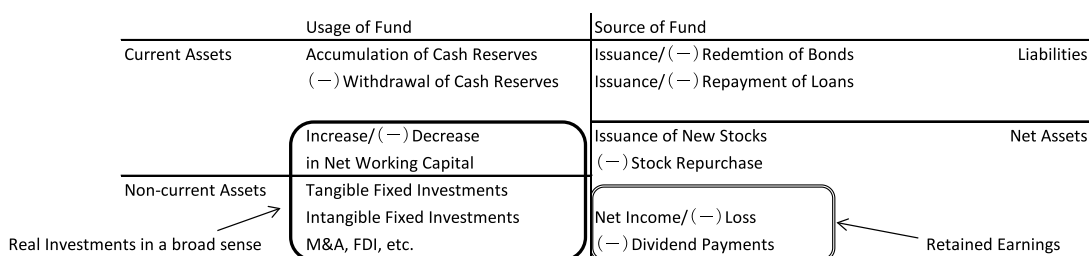 Usage of Fund Source of Fund
Current Assets Accumulation of Cash Reserves Issuance/(−)Redemtion of Bonds Liabilities
(−)Withdrawal of Cash Reserves Issuance/(−)Repayment of Loans
Increase/(−)Decrease Issuance of New Stocks Net Assets
in Net Working Capital (−)Stock Repurchase
Non-current Assets Tangible Fixed Investments
Intangible Fixed Investments Net Income/(−)Loss
Real Investments in a broad sense M&A, FDI, etc. (−)Dividend Payments Retained Earnings